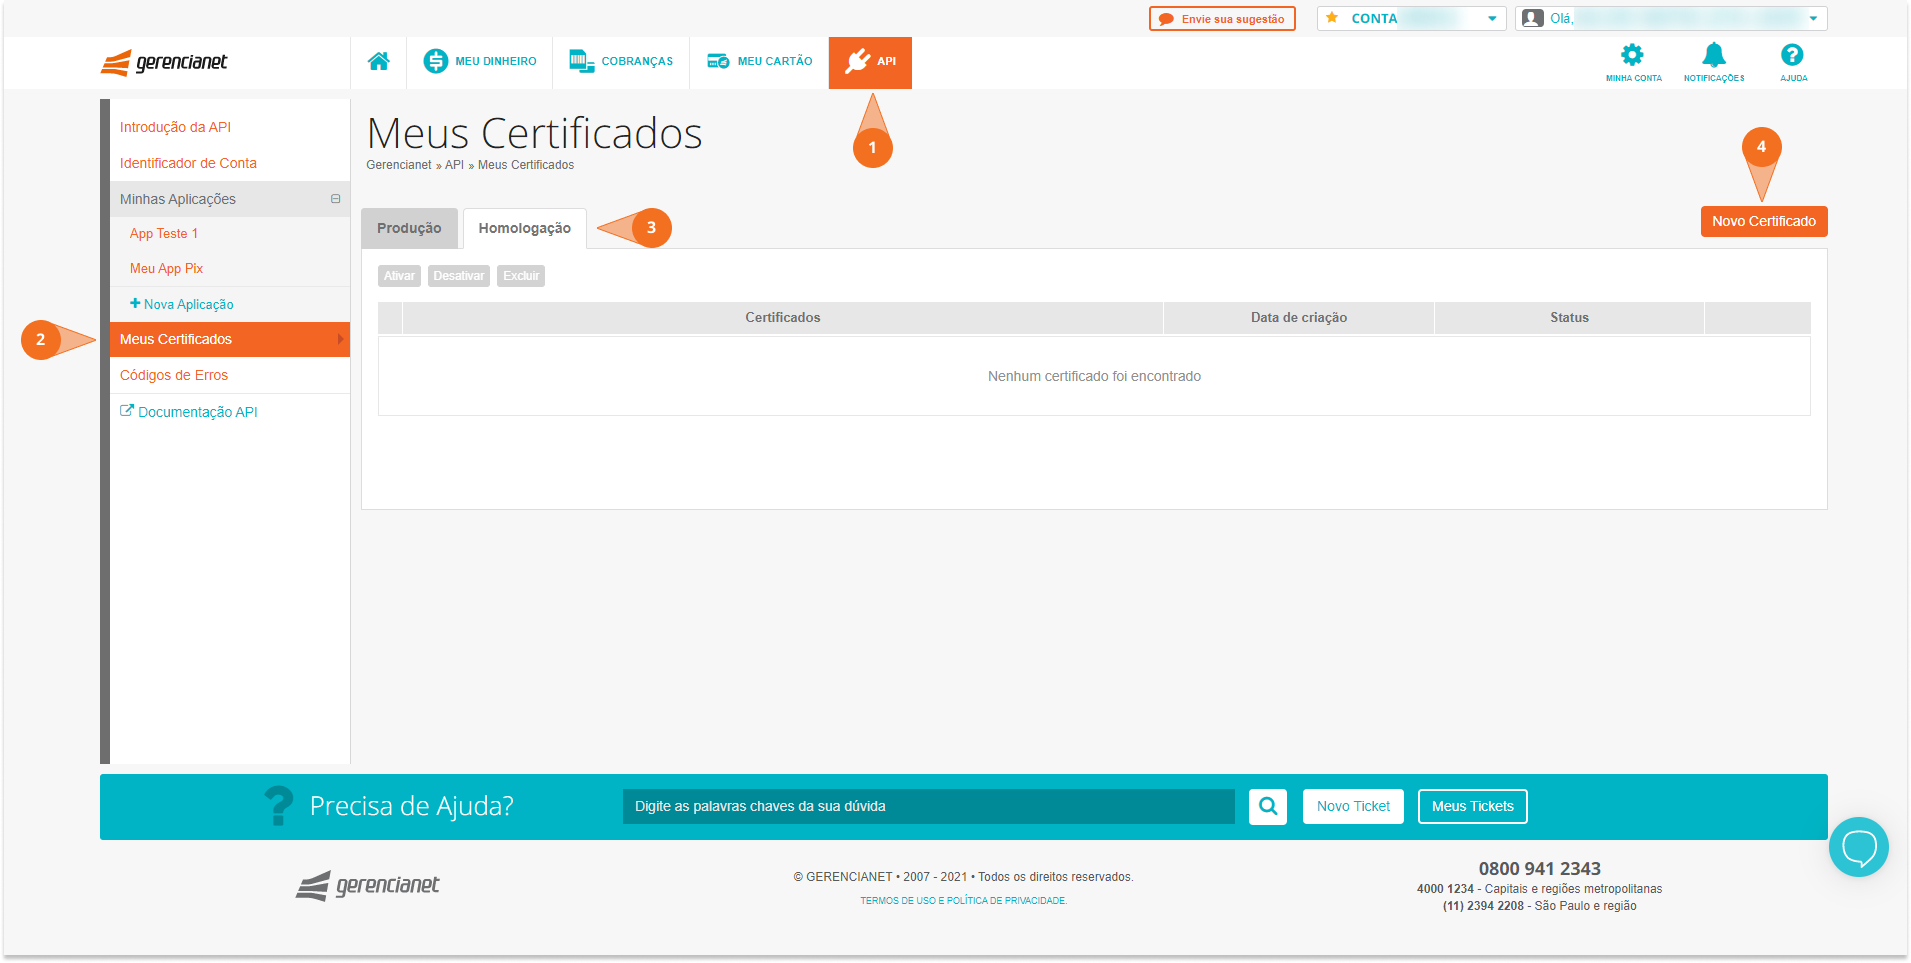 Envie sua sugestão
CONTA
Olá,
gerencianet
MEU DINHEIRO
COBRANÇAS
MEU CARTÃO
API
MINHA CONTA
NOTIFICAÇÕES
AJUDA
Introdução da API
Identificador de Conta
Minhas Aplicações
App Teste 1
Meu App Pix
Nova Aplicação
2
Meus Certificados
Códigos de Erros
Documentação API
Meus Certificados
1
4
Gerencianet » API » Meus Certificados
Produção
Homologação
3
Novo Certificado
Ativar
Desativar
Excluir
Certificados
Data de criação
Status
Nenhum certificado foi encontrado
? Precisa de Ajuda?
Digite as palavras chaves da sua dúvida
Novo Ticket
Meus Tickets
gerencianet
© GERENCIANET • 2007 - 2021 • Todos os direitos reservados.
TERMOS DE USO E POLÍTICA DE PRIVACIDADE.
0800 941 2343
4000 1234 - Capitais e regiões metropolitanas
(11) 2394 2208 - São Paulo e região